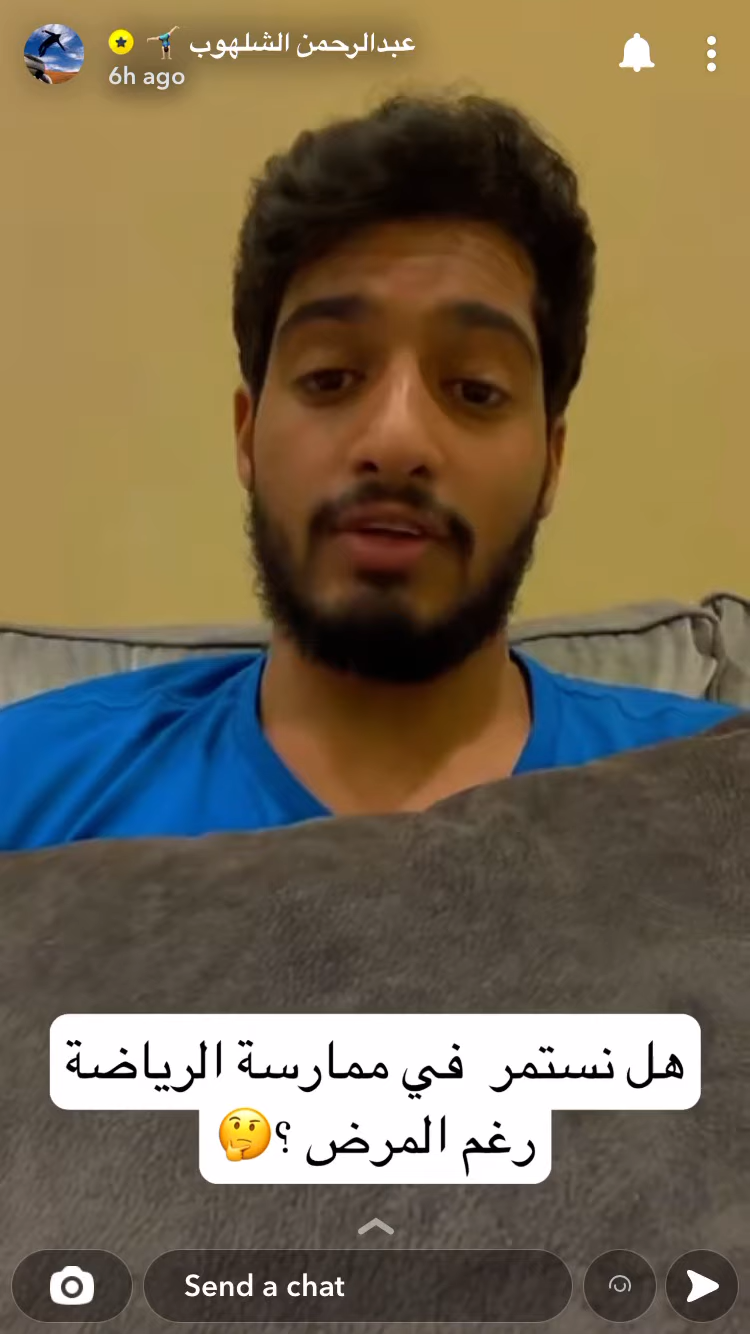 عبدالرحمن الشلهوب 🤸🏻‍♂️
6h ago
هل نستمر في ممارسة الرياضة
رغم المرض ؟🤔
Send a chat